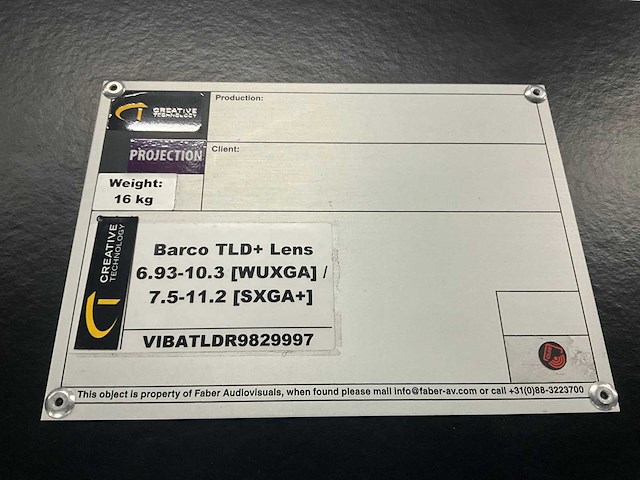 CREATIVE
TECHNOLOGY
Production:
PROJECTION
Client:
Weight:
16 kg
CREATIVE
TECHNOLOGY
Barco TLD+ Lens
6.93-10.3 [WUXGA] /
7.5-11.2 [SXGA+]
VIBATLDR9829997
This object is property of Faber Audiovisuals, when found please mail info@faber-av.com or call +31(0)88-3223700